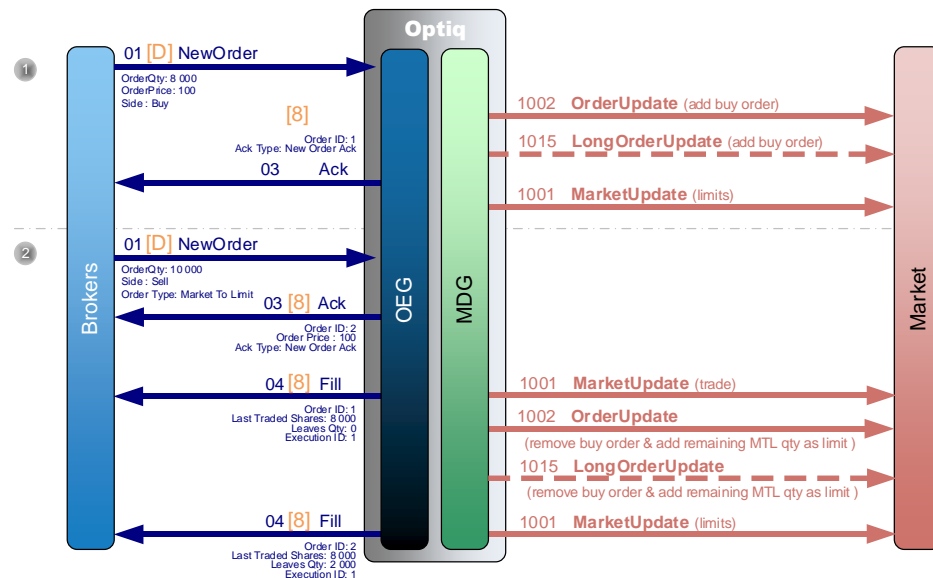 Optiq
1
01 [D] NewOrder
OrderQty: 8 000
OrderPrice: 100
Side : Buy
[8]
Order ID: 1
Ack Type: New Order Ack
03 Ack
1002 OrderUpdate (add buy order)
1015 LongOrderUpdate (add buy order)
1001 MarketUpdate (limits)
2
01 [D] NewOrder
OrderQty: 10 000
Side : Sell
Order Type: Market To Limit
03 [8] Ack
Order ID: 2
Order Price : 100
Ack Type: New Order Ack
Brokers
OEG
MDG
Market
04 [8] Fill
Order ID: 1
Last Traded Shares: 8 000
Leaves Qty: 0
Execution ID: 1
1001 MarketUpdate (trade)
1002 OrderUpdate
(remove buy order & add remaining MTL qty as limit )
1015 LongOrderUpdate
(remove buy order & add remaining MTL qty as limit )
04 [8] Fill
Order ID: 2
Last Traded Shares: 8 000
Leaves Qty: 2 000
Execution ID: 1
1001 MarketUpdate (limits)